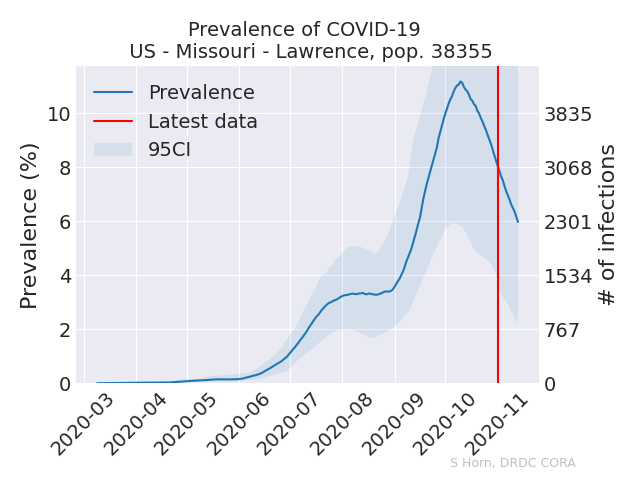 Prevalence of COVID-19
US - Missouri - Lawrence, pop. 38355
Prevalence
Latest data
95CI
Prevalence (%)
10
8
6
4
2
0
3835
3068
2301
1534
767
0
# of infections
2020-03
2020-04
2020-05
2020-06
2020-07
2020-08
2020-09
2020-10
2020-11
S Horn, DRDC CORA